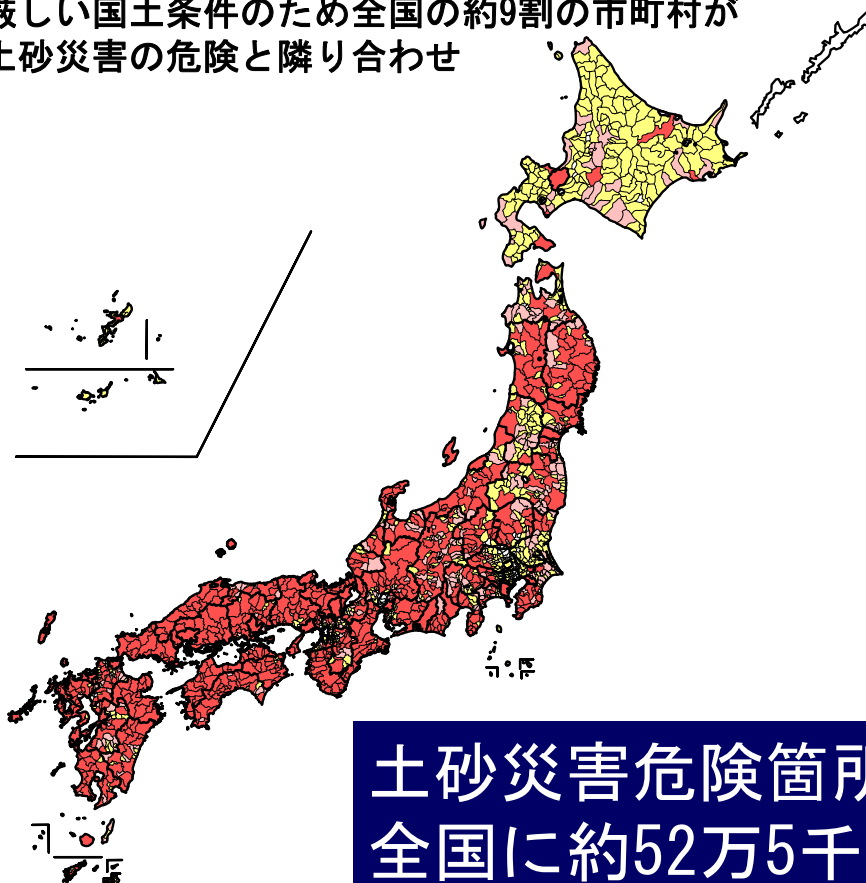 厳しい国土条件のため全国の約9割の市町村が
土砂災害の危険と隣り合わせ
土砂災害危険箇所
全国に約52万5千